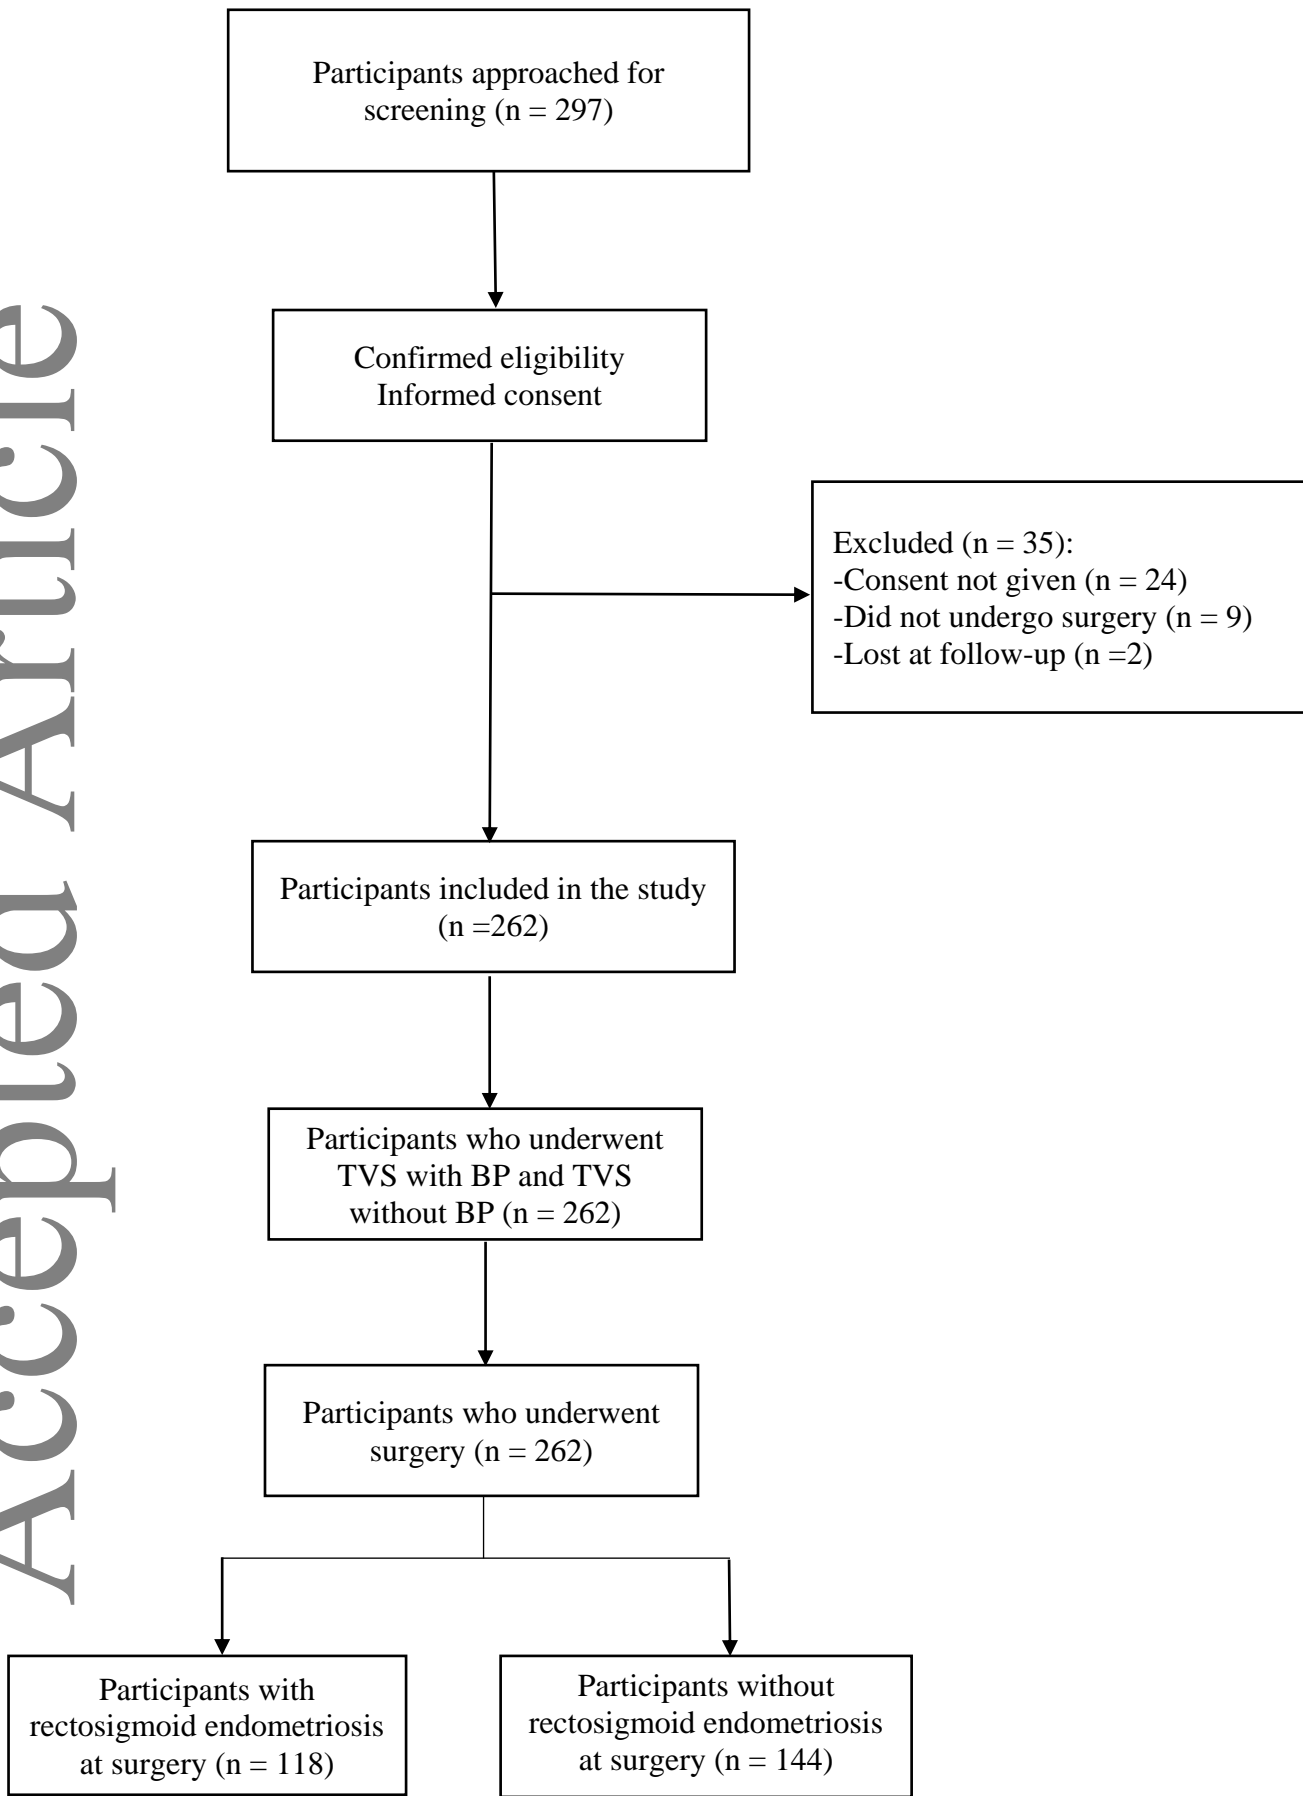 Participants approached for
screening (n = 297)
Confirmed eligibility
Informed consent
Excluded (n = 35):
-Consent not given (n = 24)
-Did not undergo surgery (n = 9)
-Lost at follow-up (n =2)
Participants included in the study
(n =262)
Participants who underwent
TVS with BP and TVS
without BP (n = 262)
Participants who underwent
surgery (n = 262)
Participants with
rectosigmoid endometriosis
at surgery (n = 118)
Participants without
rectosigmoid endometriosis
at surgery (n = 144)
Accepted Article